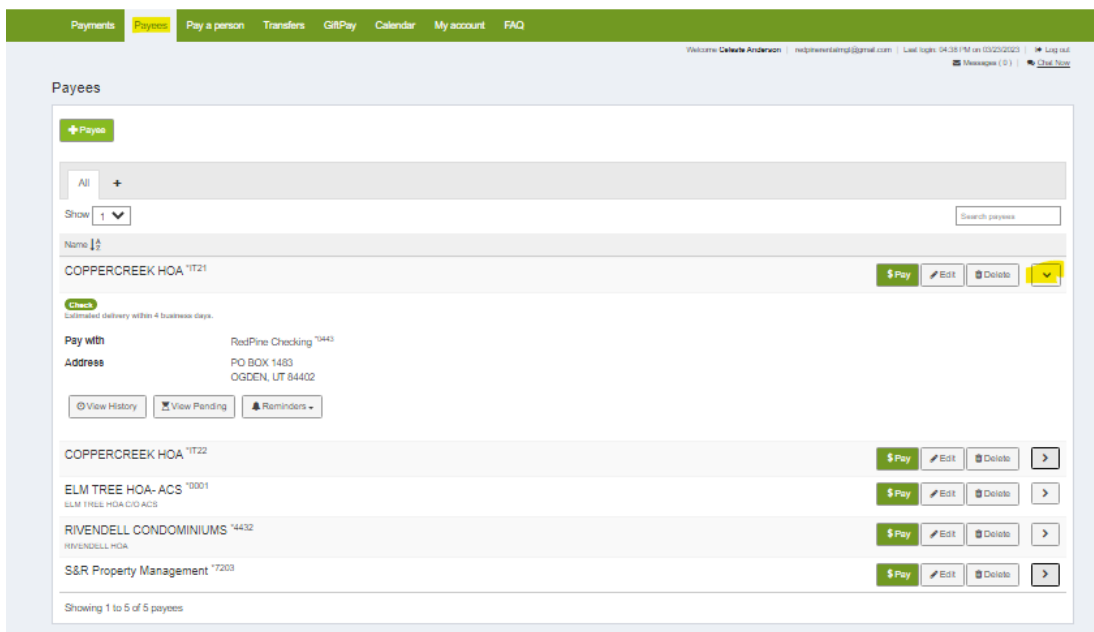 Payments Payees Pay a person Transfers GiftPay Calendar My account FAQ
Welcome Celeste Anderson | redpinerentalmgt@gmail.com | Last login: 04:38 PM on 03/23/2023 | Log out
Messages ( 0 ) | Chat Now
Payees
+ Payee
All +
Show 1
Search payees
Name
COPPERCREEK HOA *IT21 $ Pay Edit Delete
Check
Estimated delivery within 4 business days.
Pay with RedPine Checking *0443
Address PO BOX 1483
OGDEN, UT 84402
View History View Pending Reminders
COPPERCREEK HOA *IT22 $ Pay Edit Delete
ELM TREE HOA- ACS *0001 $ Pay Edit Delete
ELM TREE HOA C/O ACS
RIVENDELL CONDOMINIUMS *4432 $ Pay Edit Delete
RIVENDELL HOA
S&R Property Management *7203 $ Pay Edit Delete
Showing 1 to 5 of 5 payees